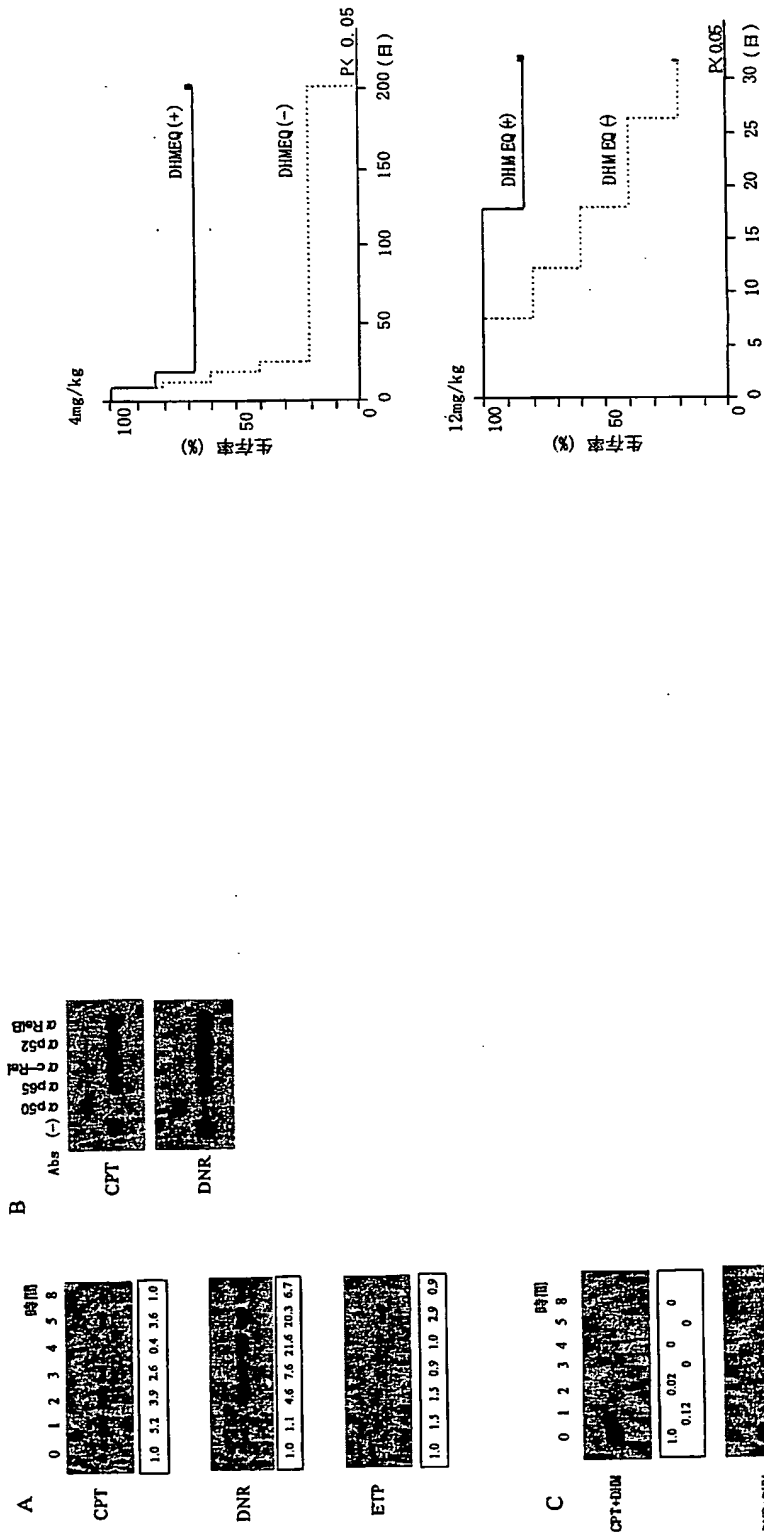 A
時間
0 1 2 3 4 5 8
CPT
1.0 5.2 3.9 2.6 0.4 3.6 1.0
DNR
1.0 1.1 4.6 7.6 21.6 20.3 6.7
ETP
1.0 1.5 1.5 0.9 1.0 2.9 0.9
B
Abs (-) α p50 α p65 α c-Rel α p52 α RelB
CPT
DNR
C
時間
0 1 2 3 4 5 8
CPT+DHM
1.0 0.02 0 0
0.12 0 0
4mg/kg
生存率 (%)
100
50
0
DHMEQ(+)
DHMEQ(-)
P< 0.05
0 50 100 150 200 (日)
12mg/kg
生存率 (%)
100
50
0
DHMEQ(+)
DHMEQ(-)
P<0.05
0 5 10 15 20 25 30 (日)